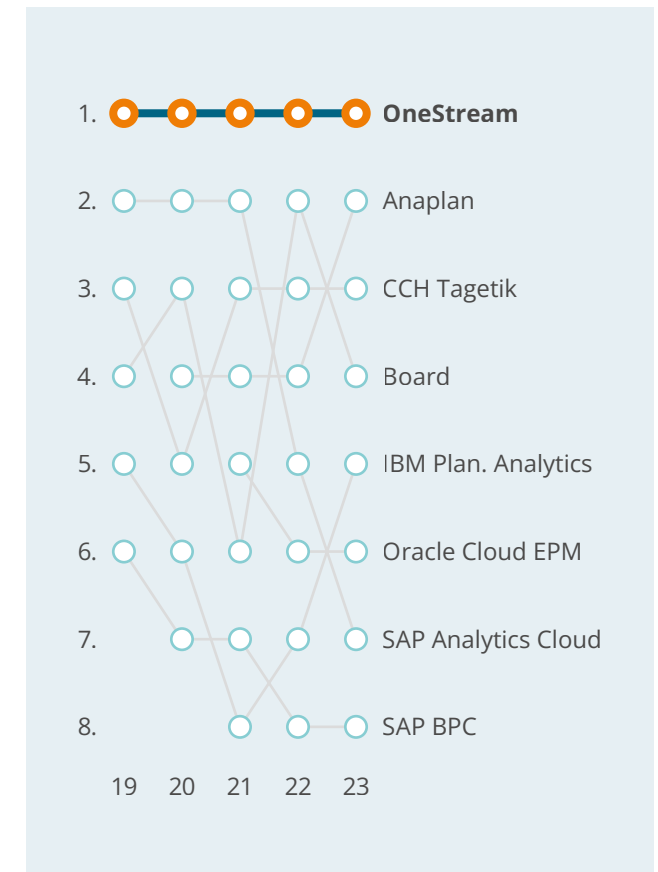 1. OneStream
2. Anaplan
3. CCH Tagetik
4. Board
5. IBM Plan. Analytics
6. Oracle Cloud EPM
7. SAP Analytics Cloud
8. SAP BPC
19 20 21 22 23